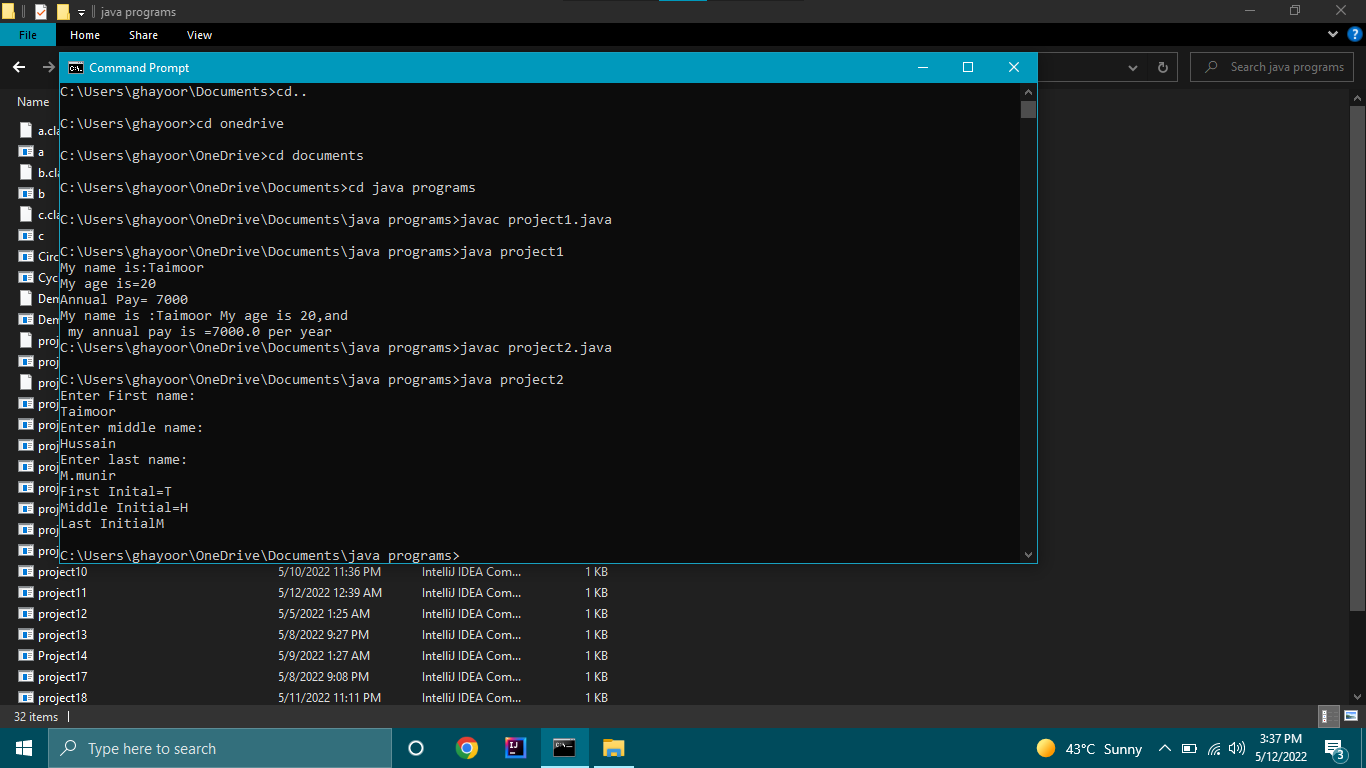 java programs
File Home Share View
Search java programs
Command Prompt
Name
C:\Users\ghayoor\Documents>cd..
C:\Users\ghayoor>cd onedrive
C:\Users\ghayoor\OneDrive>cd documents
C:\Users\ghayoor\OneDrive\Documents>cd java programs
C:\Users\ghayoor\OneDrive\Documents\java programs>javac project1.java
C:\Users\ghayoor\OneDrive\Documents\java programs>java project1
My name is:Taimoor
My age is=20
Annual Pay= 7000
My name is :Taimoor My age is 20,and
my annual pay is =7000.0 per year
C:\Users\ghayoor\OneDrive\Documents\java programs>javac project2.java
C:\Users\ghayoor\OneDrive\Documents\java programs>java project2
Enter First name:
Taimoor
Enter middle name:
Hussain
Enter last name:
M.munir
First Inital=T
Middle Initial=H
Last InitialM
C:\Users\ghayoor\OneDrive\Documents\java programs>
a.cla
a
b.cla
b
c.cla
c
Circ
Cyc
Dem
Dem
proj
proj
proj
proj
proj
proj
proj
proj
proj
proj
proj
project10 5/10/2022 11:36 PM IntelliJ IDEA Com... 1 KB
project11 5/12/2022 12:39 AM IntelliJ IDEA Com... 1 KB
project12 5/5/2022 1:25 AM IntelliJ IDEA Com... 1 KB
project13 5/8/2022 9:27 PM IntelliJ IDEA Com... 1 KB
Project14 5/9/2022 1:27 AM IntelliJ IDEA Com... 1 KB
project17 5/8/2022 9:08 PM IntelliJ IDEA Com... 1 KB
project18 5/11/2022 11:11 PM IntelliJ IDEA Com... 1 KB
32 items
Type here to search
43°C Sunny
3:37 PM
5/12/2022
3